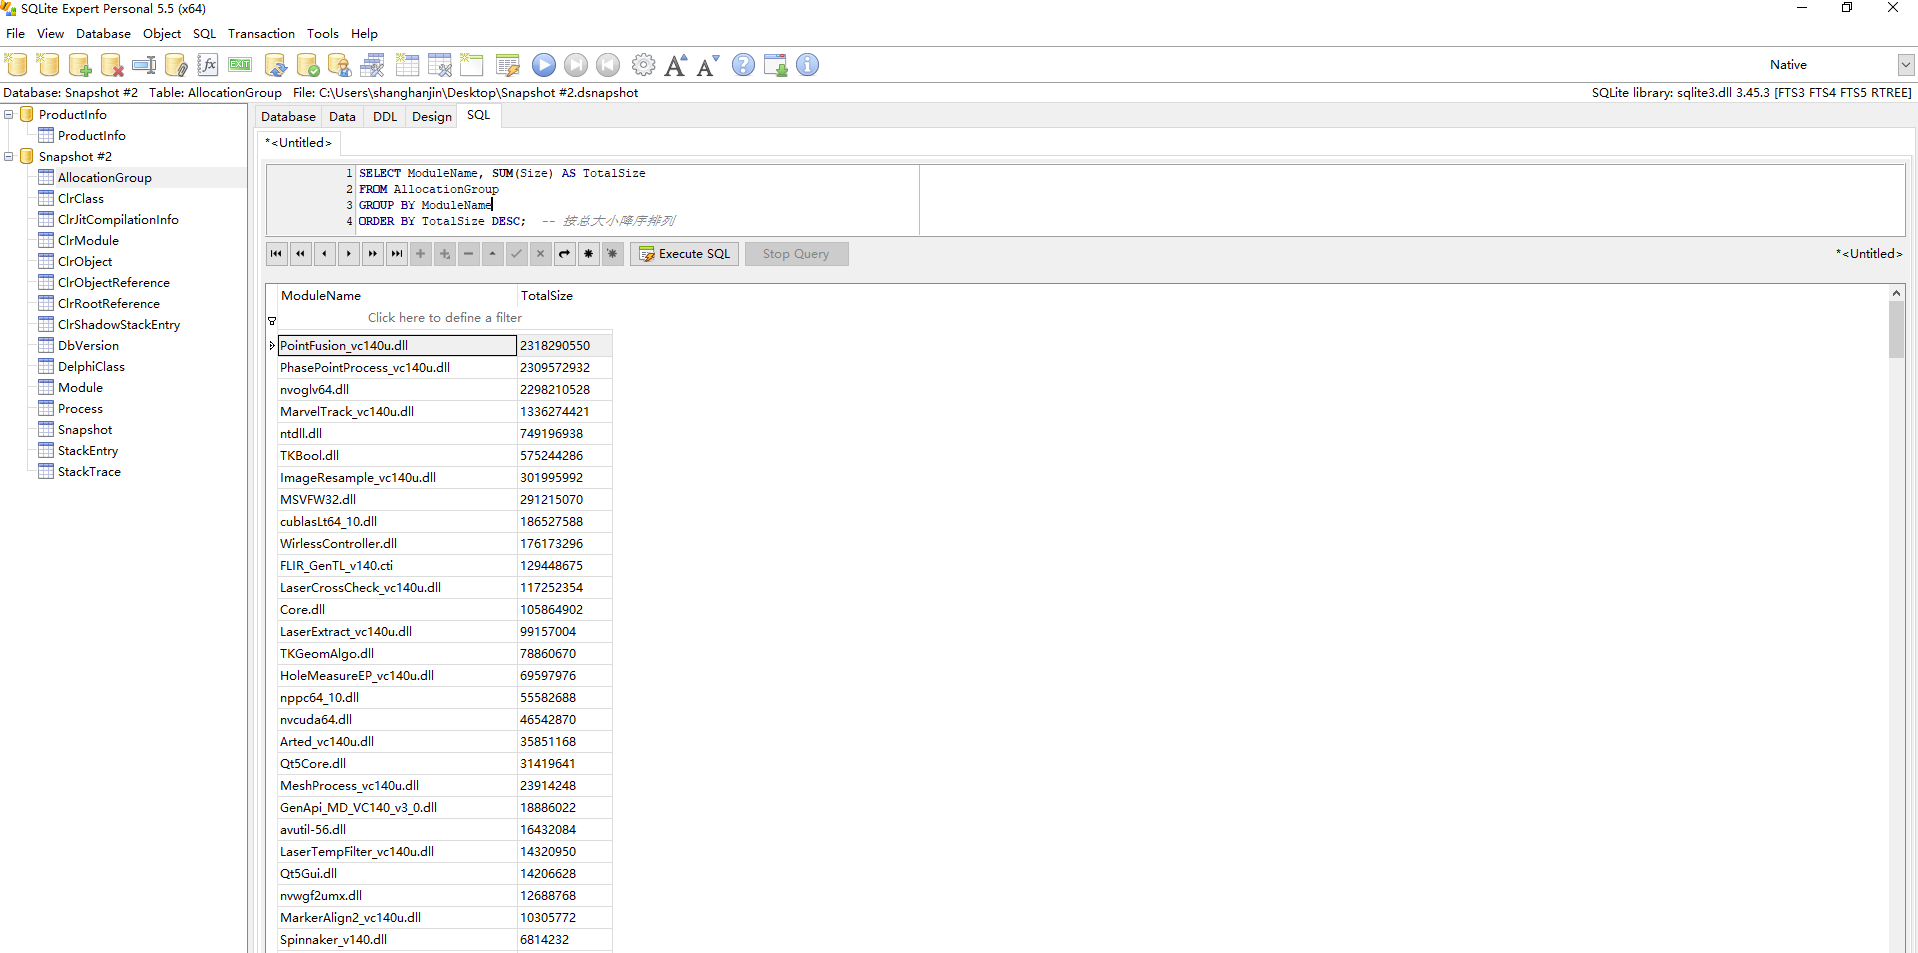 SQLite Expert Personal 5.5 (x64)
File View Database Object SQL Transaction Tools Help
Native
Database: Snapshot #2 Table: AllocationGroup File: C:\Users\shanghanjin\Desktop\Snapshot #2.dsnapshot
SQLite library: sqlite3.dll 3.45.3 [FTS3 FTS4 FTS5 RTREE]
ProductInfo
ProductInfo
Snapshot #2
AllocationGroup
ClrClass
ClrJitCompilationInfo
ClrModule
ClrObject
ClrObjectReference
ClrRootReference
ClrShadowStackEntry
DbVersion
DelphiClass
Module
Process
Snapshot
StackEntry
StackTrace
Database Data DDL Design SQL
*<Untitled>
1 SELECT ModuleName, SUM(Size) AS TotalSize
2 FROM AllocationGroup
3 GROUP BY ModuleName
4 ORDER BY TotalSize DESC; -- 按总大小降序排列
Execute SQL Stop Query *<Untitled>
ModuleName TotalSize
Click here to define a filter
PointFusion_vc140u.dll 2318290550
PhasePointProcess_vc140u.dll 2309572932
nvoglv64.dll 2298210528
MarvelTrack_vc140u.dll 1336274421
ntdll.dll 749196938
TKBool.dll 575244286
ImageResample_vc140u.dll 301995992
MSVFW32.dll 291215070
cublasLt64_10.dll 186527588
WirlessController.dll 176173296
FLIR_GenTL_v140.cti 129448675
LaserCrossCheck_vc140u.dll 117252354
Core.dll 105864902
LaserExtract_vc140u.dll 99157004
TKGeomAlgo.dll 78860670
HoleMeasureEP_vc140u.dll 69597976
nppc64_10.dll 55582688
nvcuda64.dll 46542870
Arted_vc140u.dll 35851168
Qt5Core.dll 31419641
MeshProcess_vc140u.dll 23914248
GenApi_MD_VC140_v3_0.dll 18886022
avutil-56.dll 16432084
LaserTempFilter_vc140u.dll 14320950
Qt5Gui.dll 14206628
nvwgf2umx.dll 12688768
MarkerAlign2_vc140u.dll 10305772
Spinnaker_v140.dll 6814232